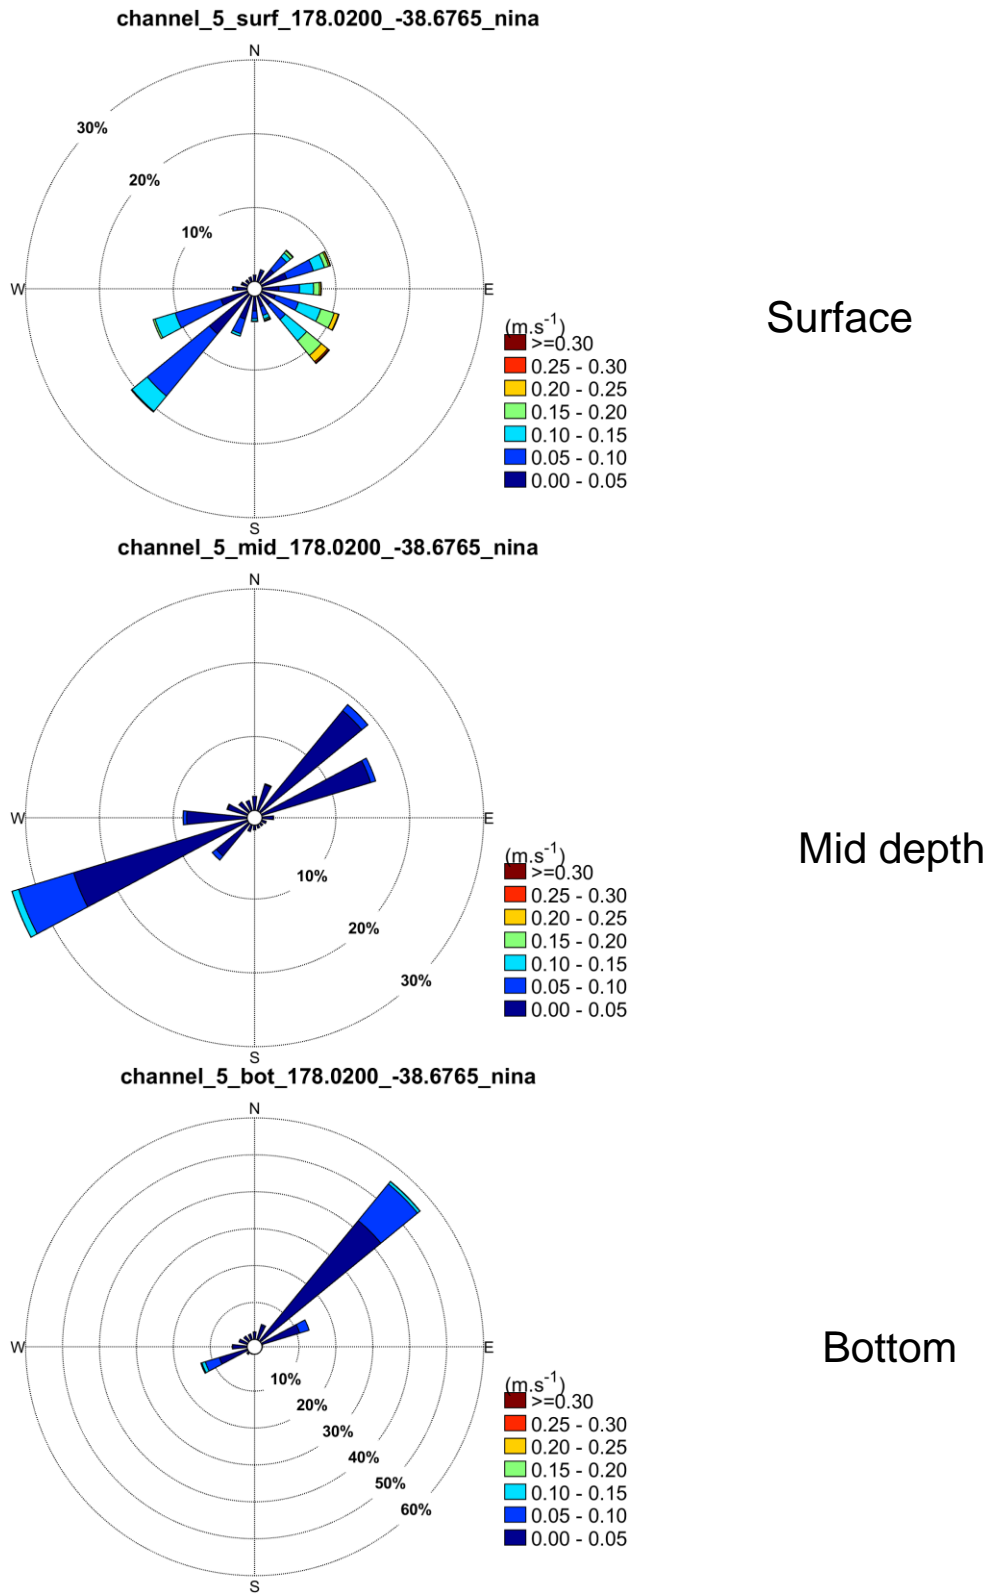 channel_5_surf_178.0200_-38.6765_nina
N
30%
20%
10%
W
E
S
(m.s-1)
>=0.30
0.25 - 0.30
0.20 - 0.25
0.15 - 0.20
0.10 - 0.15
0.05 - 0.10
0.00 - 0.05
Surface
channel_5_mid_178.0200_-38.6765_nina
N
W
E
10%
20%
30%
S
(m.s-1)
>=0.30
0.25 - 0.30
0.20 - 0.25
0.15 - 0.20
0.10 - 0.15
0.05 - 0.10
0.00 - 0.05
Mid depth
channel_5_bot_178.0200_-38.6765_nina
N
W
E
10%
20%
30%
40%
50%
60%
S
(m.s-1)
>=0.30
0.25 - 0.30
0.20 - 0.25
0.15 - 0.20
0.10 - 0.15
0.05 - 0.10
0.00 - 0.05
Bottom